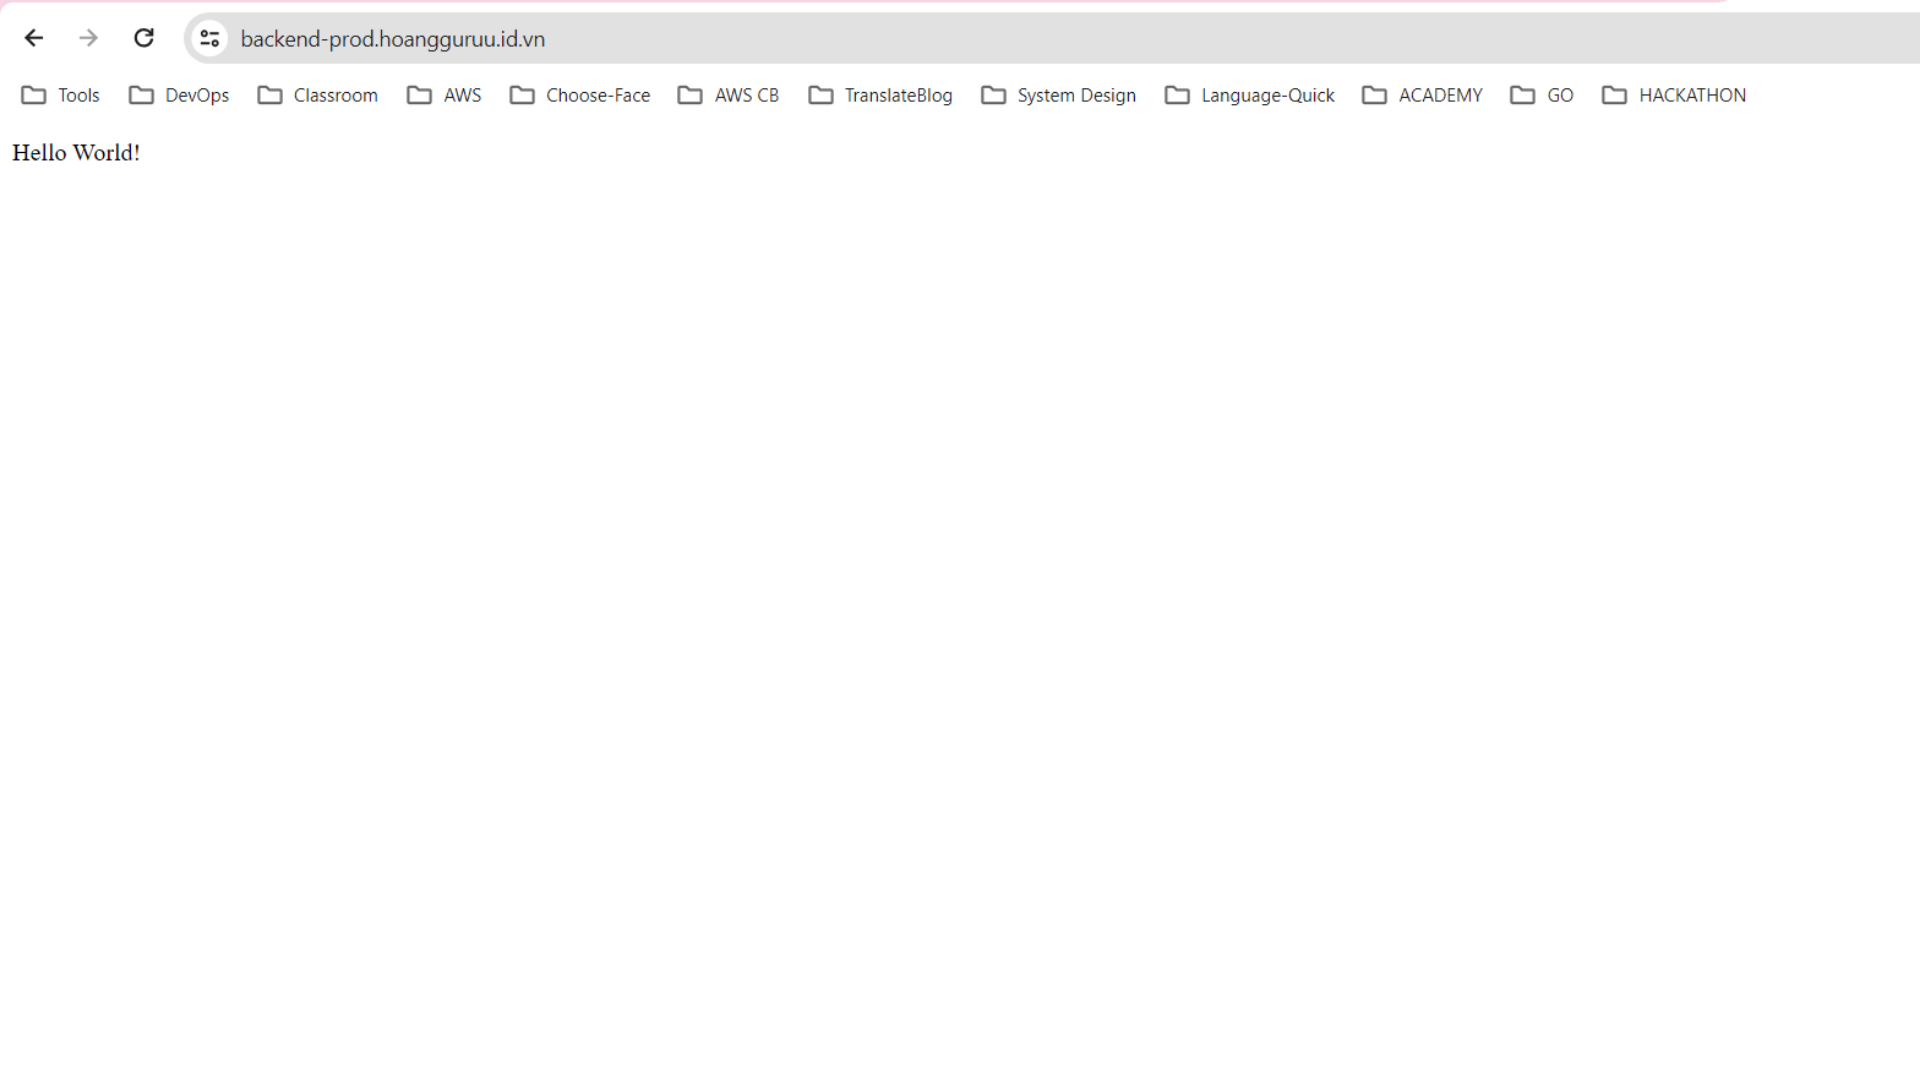 backend-prod.hoangguruu.id.vn
Tools DevOps Classroom AWS Choose-Face AWS CB TranslateBlog System Design Language-Quick ACADEMY GO HACKATHON
Hello World!